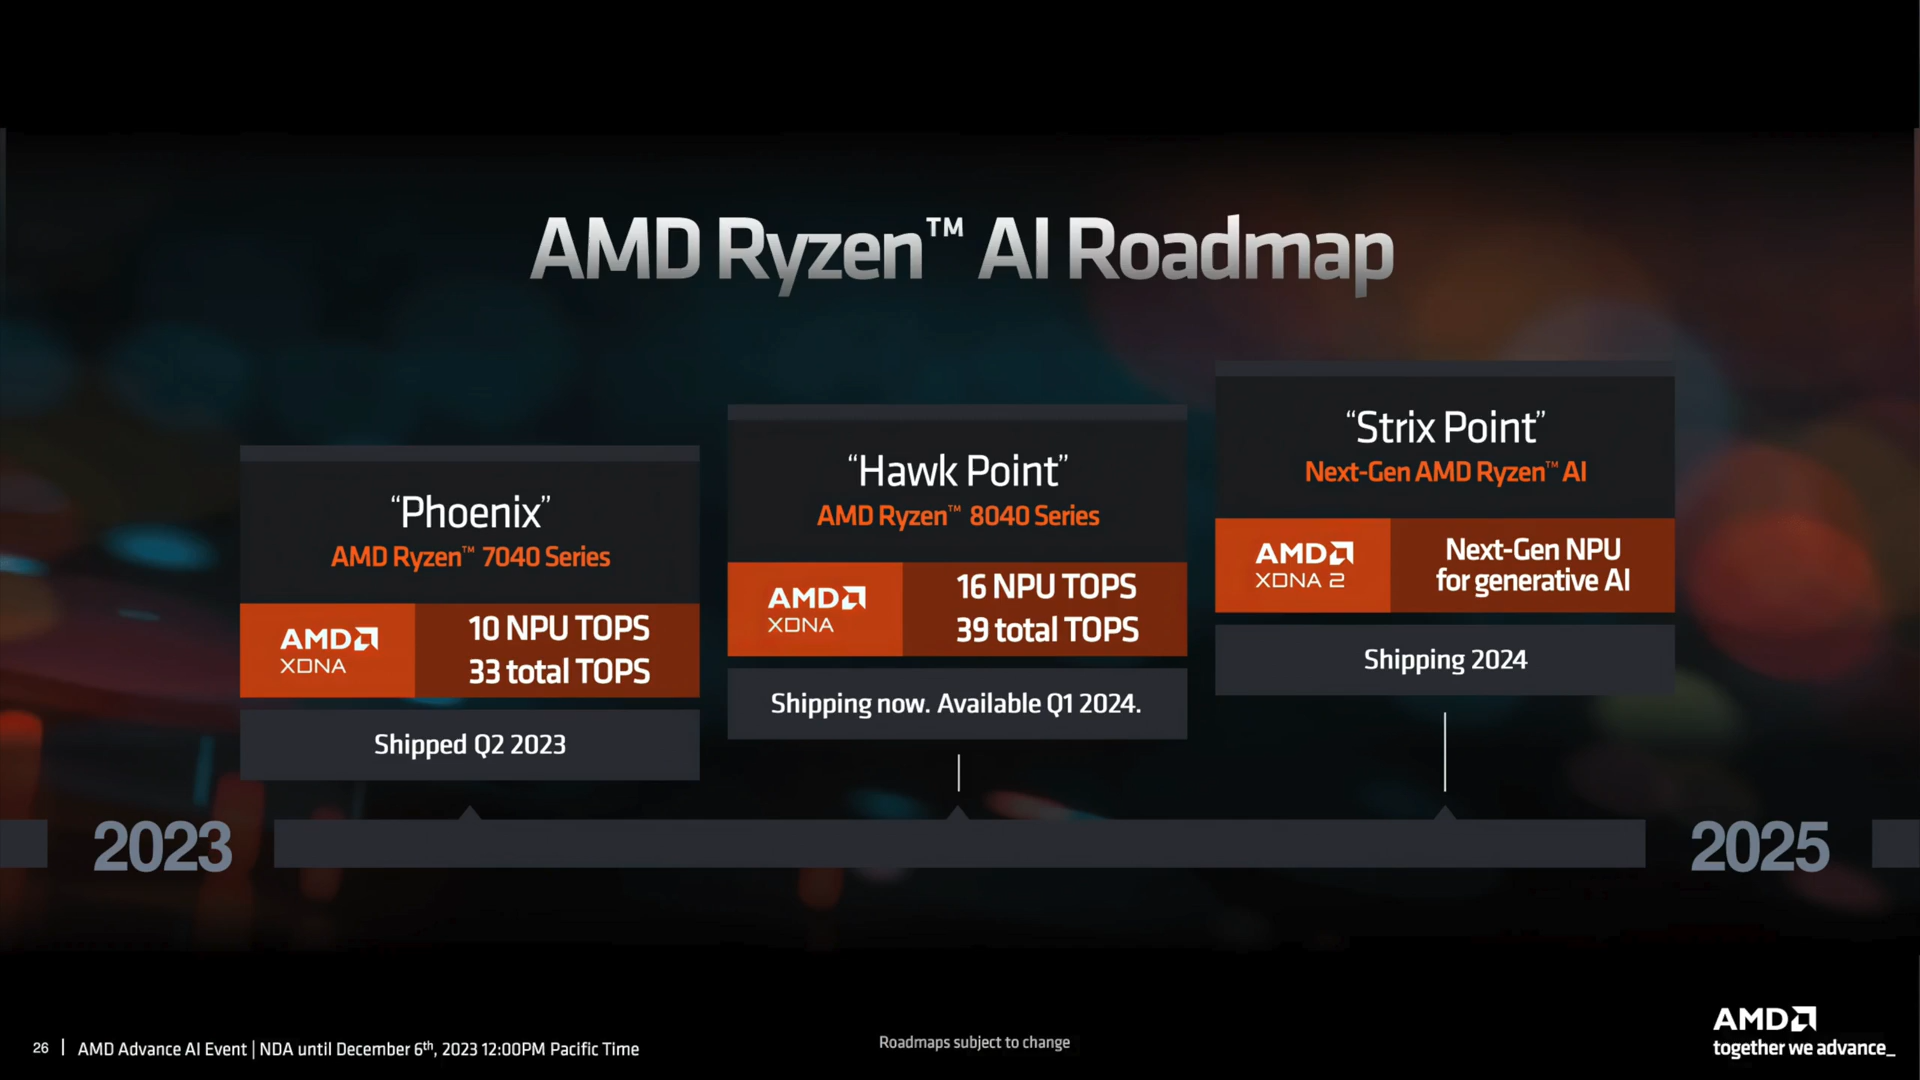 AMD Ryzen™ AI Roadmap
“Phoenix”
AMD Ryzen™ 7040 Series
AMD
XDNA
10 NPU TOPS
33 total TOPS
Shipped Q2 2023
“Hawk Point”
AMD Ryzen™ 8040 Series
AMD
XDNA
16 NPU TOPS
39 total TOPS
Shipping now. Available Q1 2024.
“Strix Point”
Next-Gen AMD Ryzen™ AI
AMD
XDNA 2
Next-Gen NPU
for generative AI
Shipping 2024
2023
2025
26 | AMD Advance AI Event | NDA until December 6th, 2023 12:00PM Pacific Time
Roadmaps subject to change
AMD
together we advance_